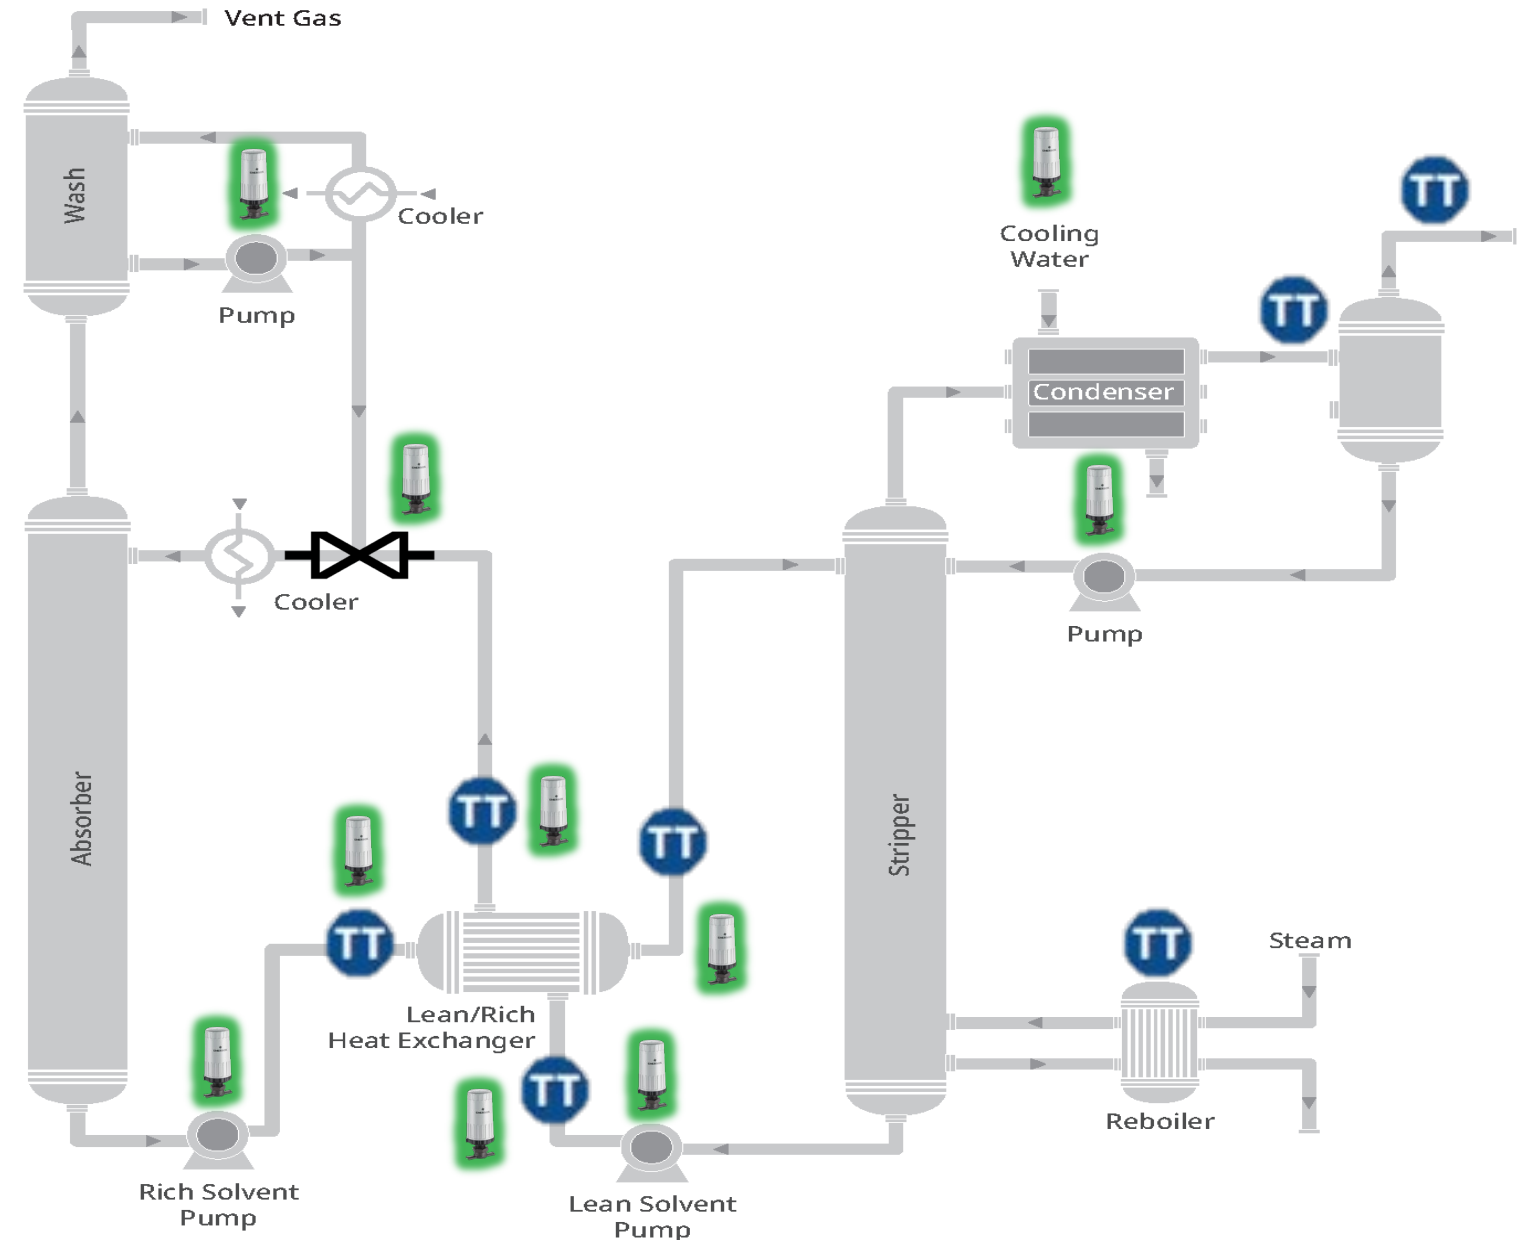 Vent Gas
Wash
Cooler
Pump
Cooling
Water
TT
TT
Condenser
Cooler
Pump
Absorber
Stripper
TT
TT
TT
TT
Steam
Lean/Rich
Heat Exchanger
TT
Reboiler
Rich Solvent
Pump
Lean Solvent
Pump